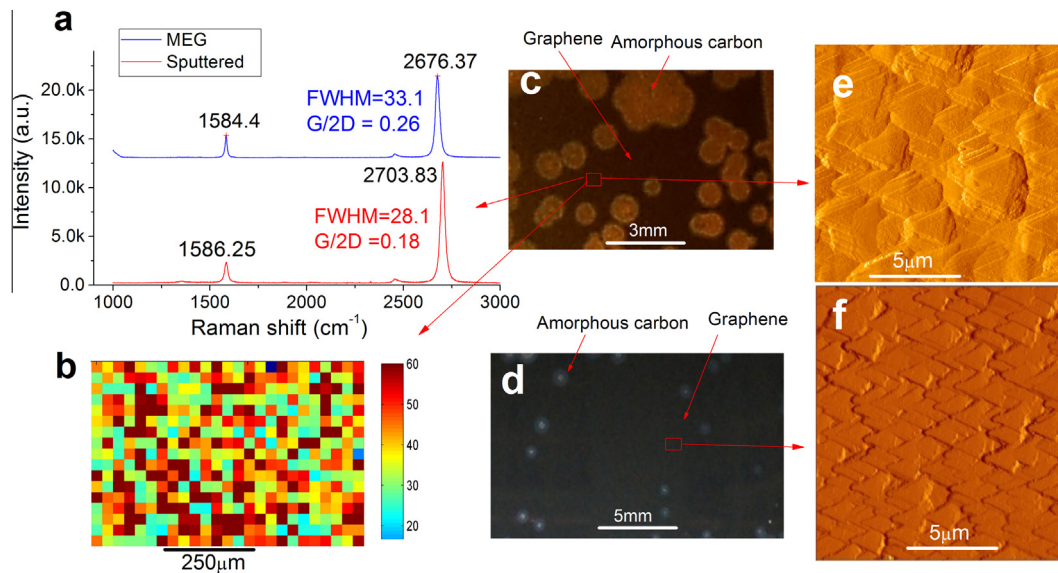 a
MEG
Sputtered
Intensity (a.u.)
20.0k
15.0k
10.0k
5.0k
0.0
1584.4
2676.37
FWHM=33.1
G/2D = 0.26
2703.83
FWHM=28.1
G/2D =0.18
1586.25
1000
1500
2000
2500
3000
Raman shift (cm⁻¹)
b
60
50
40
30
20
250μm
Graphene
Amorphous carbon
c
3mm
Amorphous carbon
Graphene
d
5mm
e
5μm
f
5μm